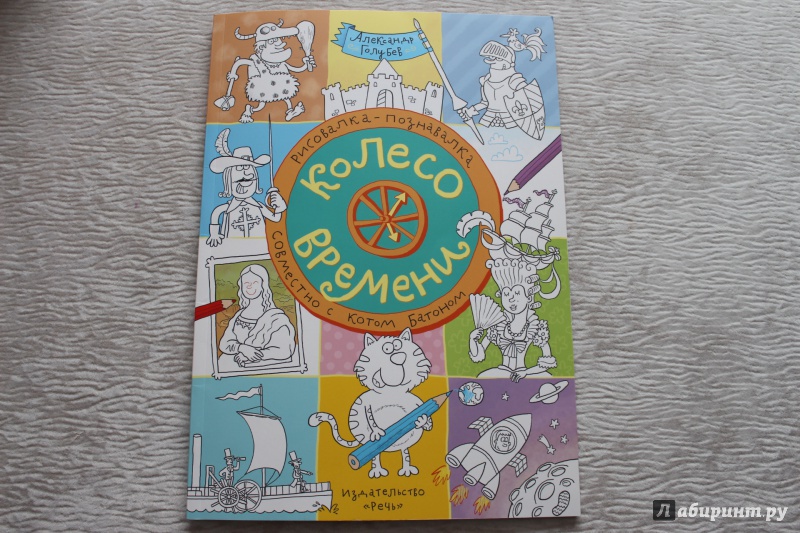 Александр
Голубев
Рисовалка-познавалка
Колесо
времени
совместно с котом Батоном
Издательство
«Речь»
Лабиринт.ру